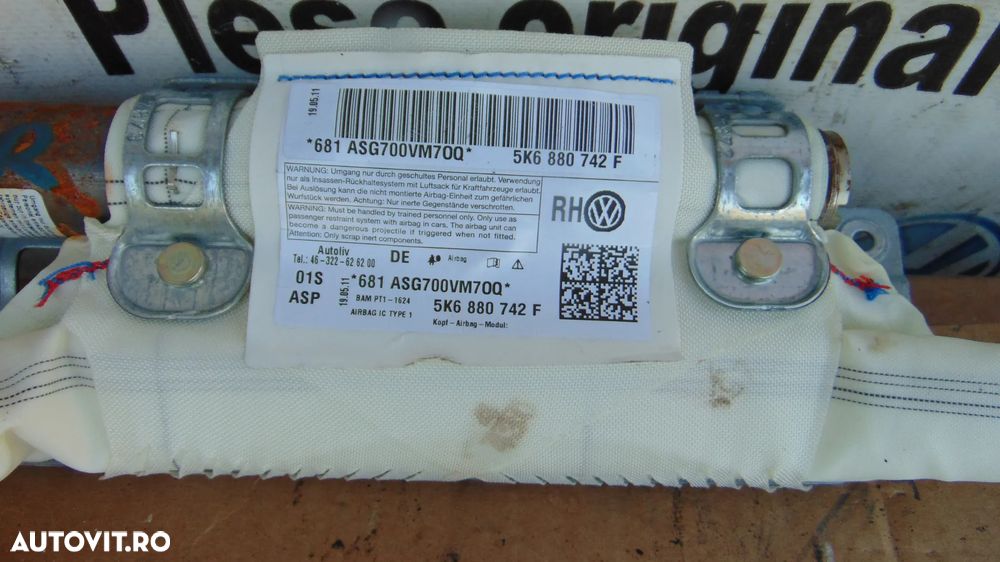 Piese original
19.05.11
*681 ASG700VM70Q* 5K6 880 742 F
WARNUNG: Umgang nur durch geschultes Personal erlaubt. Verwendung
nur als Insassen-Rückhaltesystem mit Luftsack für Kraftfahrzeuge erlaubt.
Bei Auslösung kann die nicht montierte Airbag-Einheit zum gefährlichen
Wurfstück werden. Achtung: Nur inerte Gegenstände verschrotten.
WARNING: Must be handled by trained personnel only. Only use as
passenger restraint system with airbag in cars. The airbag unit can
become a dangerous projectile if triggered when not fitted.
Attention: Only scrap inert components.
RH
Autoliv
Tel.: 46-322-62 62 00
DE
Airbag
01S
ASP
19.05.11
*681 ASG700VM70Q*
BAM PT1-1624
AIRBAG IC TYPE 1
5K6 880 742 F
Kopf-Airbag-Modul:
AUTOVIT.RO